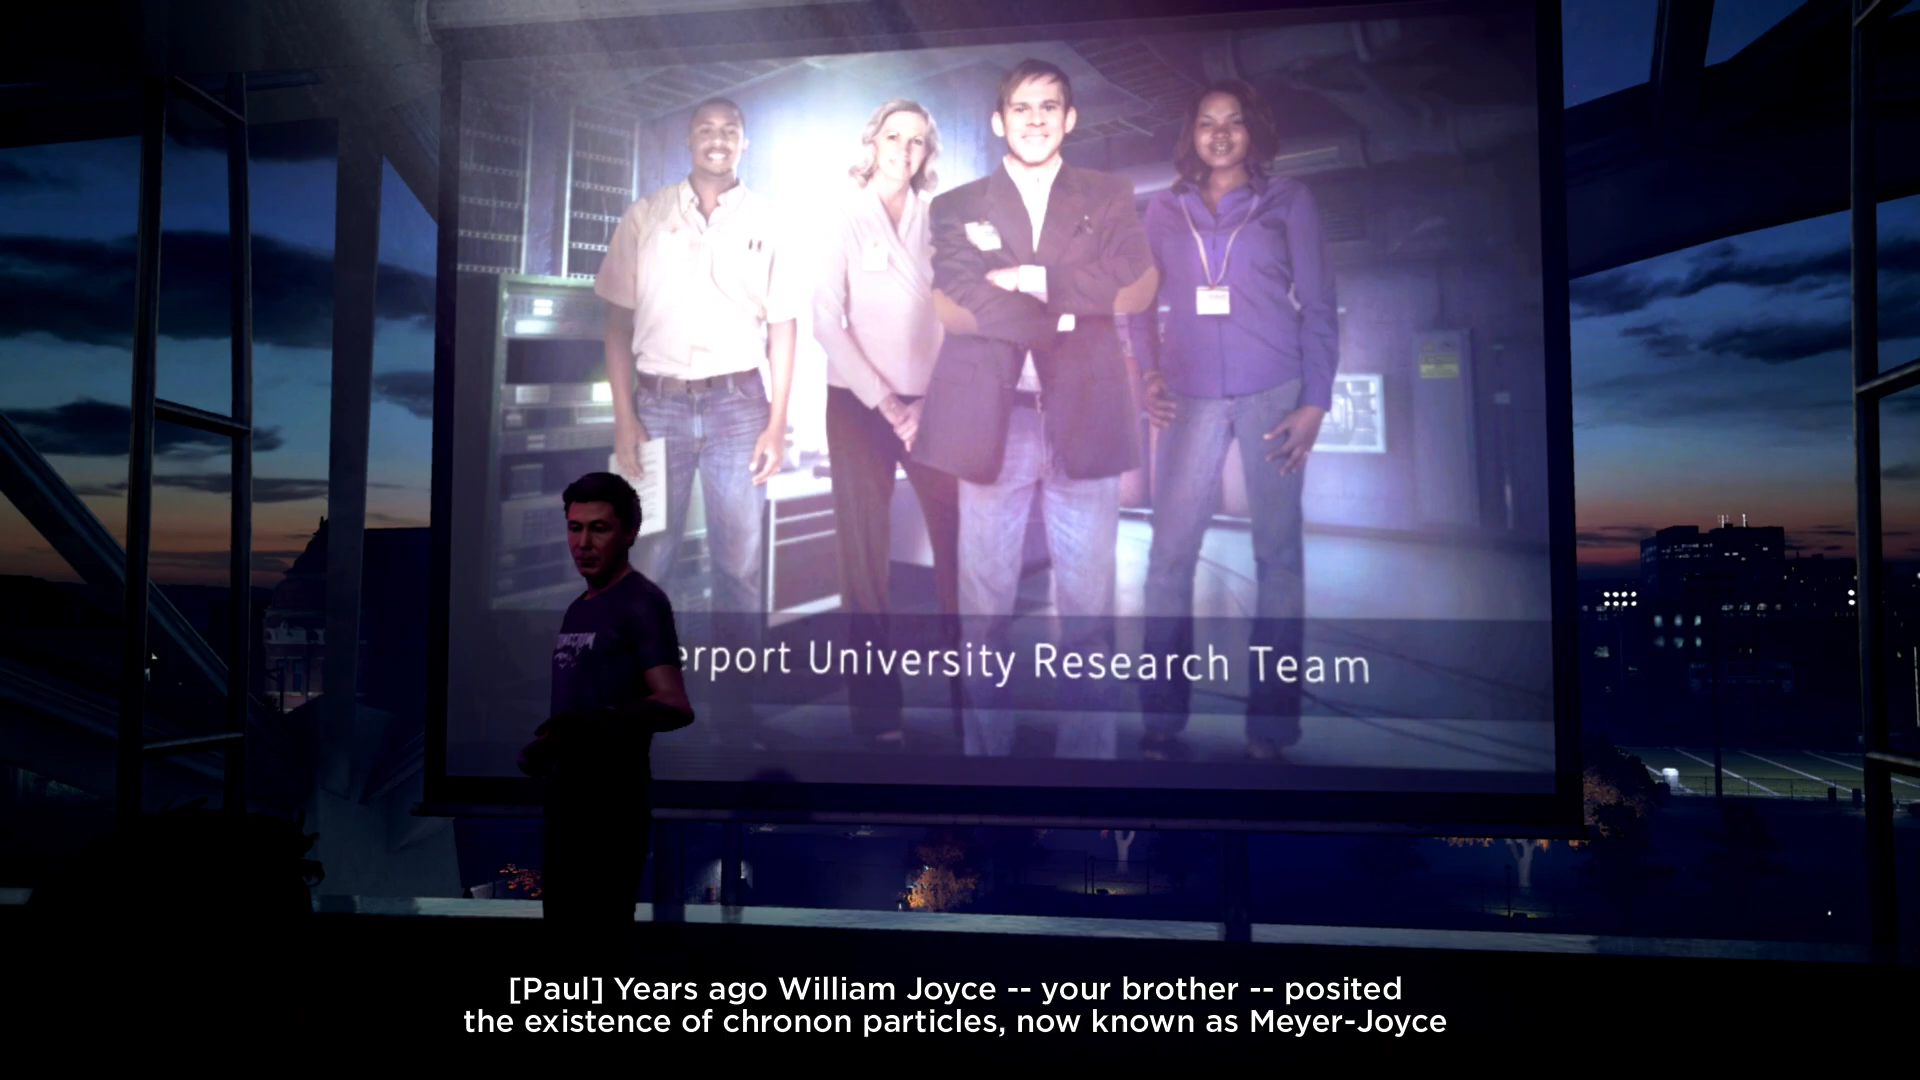 erport University Research Team
[Paul] Years ago William Joyce -- your brother -- posited
the existence of chronon particles, now known as Meyer-Joyce